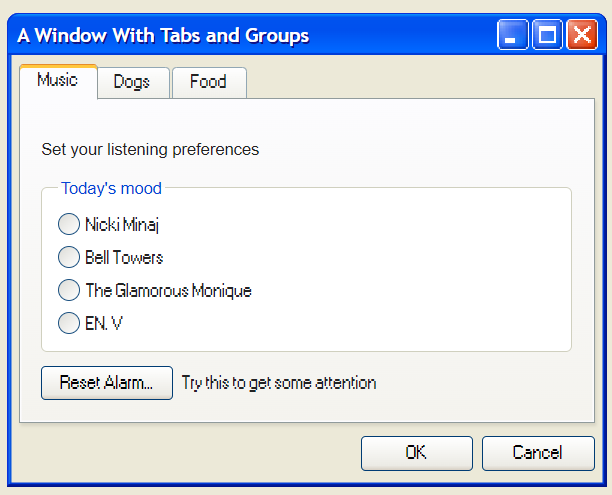 A Window With Tabs and Groups
Music Dogs Food
Set your listening preferences
Today's mood
Nicki Minaj
Bell Towers
The Glamorous Monique
EN. V
Reset Alarm... Try this to get some attention
OK Cancel